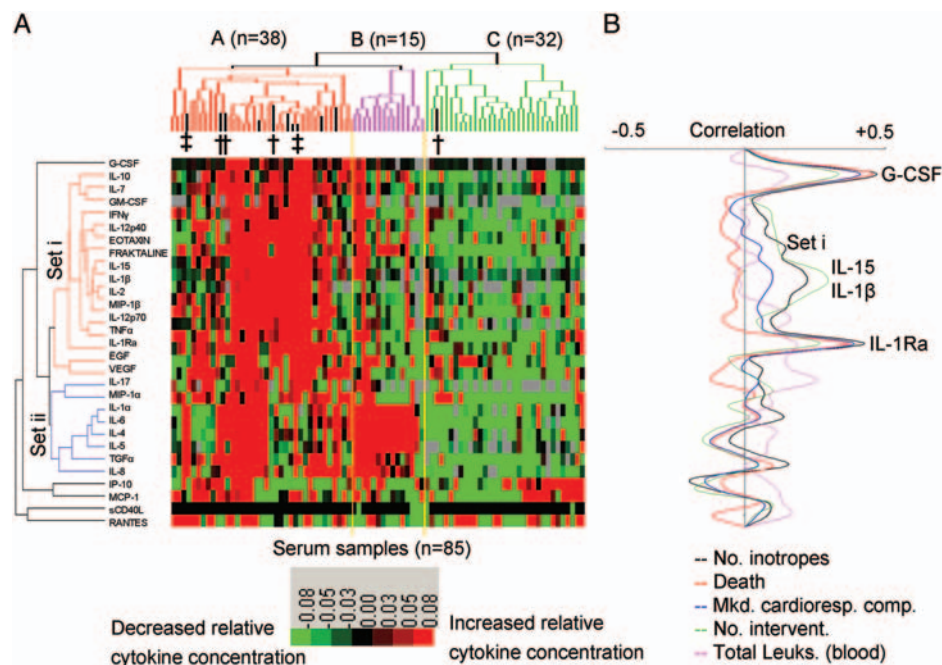 A
B
A (n=38)
B (n=15)
C (n=32)
-0.5 Correlation +0.5
‡ †† † ‡ †
G-CSF
IL-10
IL-7
GM-CSF
IFNγ
IL-12p40
EOTAXIN
FRAKTALINE
IL-15
IL-1β
IL-2
MIP-1β
IL-12p70
TNFα
IL-1Ra
EGF
VEGF
IL-17
MIP-1α
IL-1α
IL-6
IL-4
IL-5
TGFα
IL-8
IP-10
MCP-1
sCD40L
RANTES
Set i
Set ii
Serum samples (n=85)
-0.08
-0.05
-0.03
0.00
0.03
0.05
0.08
Decreased relative
cytokine concentration
Increased relative
cytokine concentration
G-CSF
Set i
IL-15
IL-1β
IL-1Ra
No. inotropes
Death
Mkd. cardioresp. comp.
No. intervent.
Total Leuks. (blood)